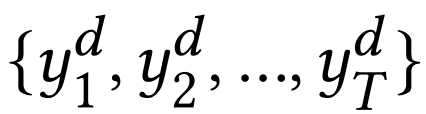 {y_1^d, y_2^d, ..., y_T^d}